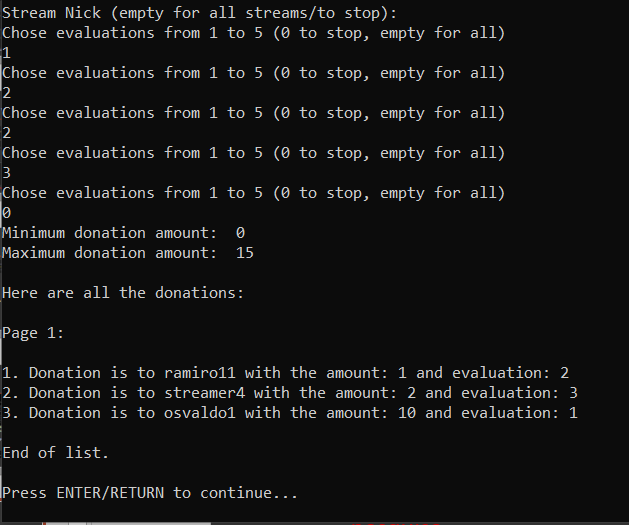 Stream Nick (empty for all streams/to stop):
Chose evaluations from 1 to 5 (0 to stop, empty for all)
1
Chose evaluations from 1 to 5 (0 to stop, empty for all)
2
Chose evaluations from 1 to 5 (0 to stop, empty for all)
2
Chose evaluations from 1 to 5 (0 to stop, empty for all)
3
Chose evaluations from 1 to 5 (0 to stop, empty for all)
0
Minimum donation amount:  0
Maximum donation amount:  15
Here are all the donations:
Page 1:
1. Donation is to ramiro11 with the amount: 1 and evaluation: 2
2. Donation is to streamer4 with the amount: 2 and evaluation: 3
3. Donation is to osvaldo1 with the amount: 10 and evaluation: 1
End of list.
Press ENTER/RETURN to continue...